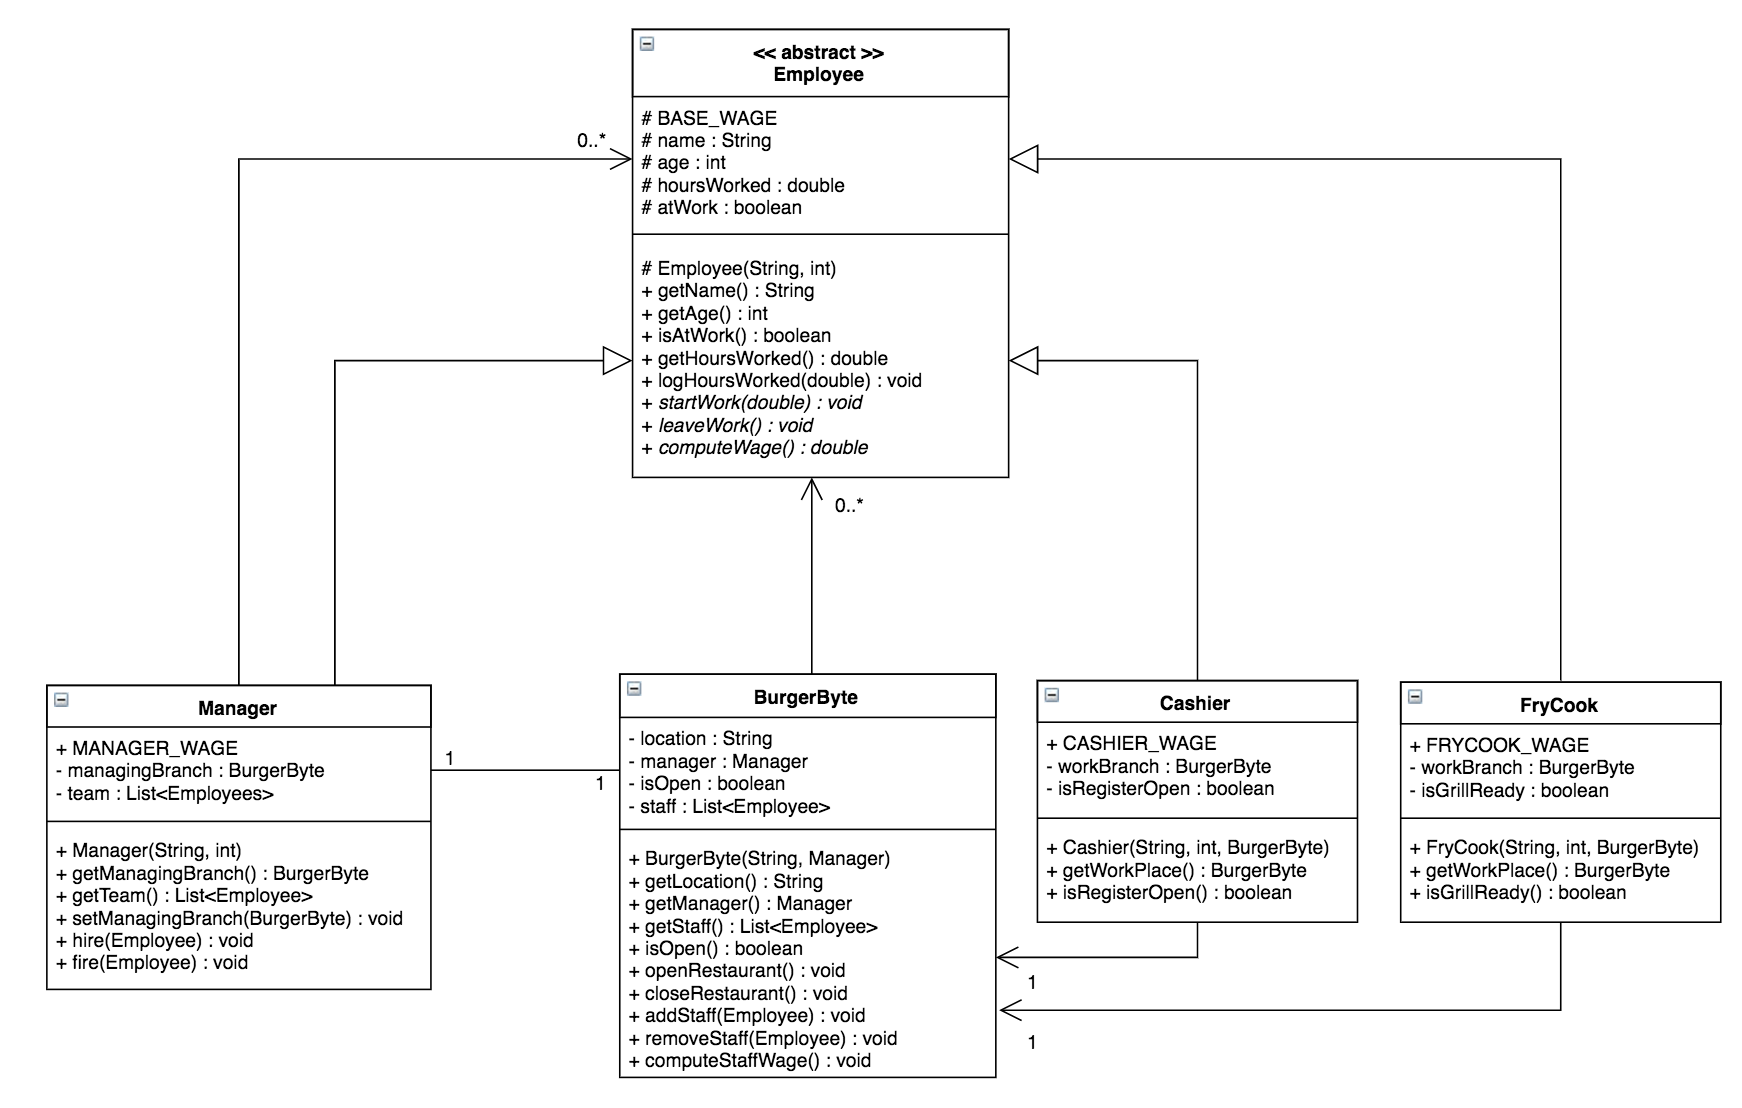 << abstract >>
Employee
# BASE_WAGE
# name : String
# age : int
# hoursWorked : double
# atWork : boolean
# Employee(String, int)
+ getName() : String
+ getAge() : int
+ isAtWork() : boolean
+ getHoursWorked() : double
+ logHoursWorked(double) : void
+ startWork(double) : void
+ leaveWork() : void
+ computeWage() : double
0..*
0..*
Manager
+ MANAGER_WAGE
- managingBranch : BurgerByte
- team : List<Employees>
+ Manager(String, int)
+ getManagingBranch() : BurgerByte
+ getTeam() : List<Employee>
+ setManagingBranch(BurgerByte) : void
+ hire(Employee) : void
+ fire(Employee) : void
1
1
BurgerByte
- location : String
- manager : Manager
- isOpen : boolean
- staff : List<Employee>
+ BurgerByte(String, Manager)
+ getLocation() : String
+ getManager() : Manager
+ getStaff() : List<Employee>
+ isOpen() : boolean
+ openRestaurant() : void
+ closeRestaurant() : void
+ addStaff(Employee) : void
+ removeStaff(Employee) : void
+ computeStaffWage() : void
Cashier
+ CASHIER_WAGE
- workBranch : BurgerByte
- isRegisterOpen : boolean
+ Cashier(String, int, BurgerByte)
+ getWorkPlace() : BurgerByte
+ isRegisterOpen() : boolean
1
FryCook
+ FRYCOOK_WAGE
- workBranch : BurgerByte
- isGrillReady : boolean
+ FryCook(String, int, BurgerByte)
+ getWorkPlace() : BurgerByte
+ isGrillReady() : boolean
1